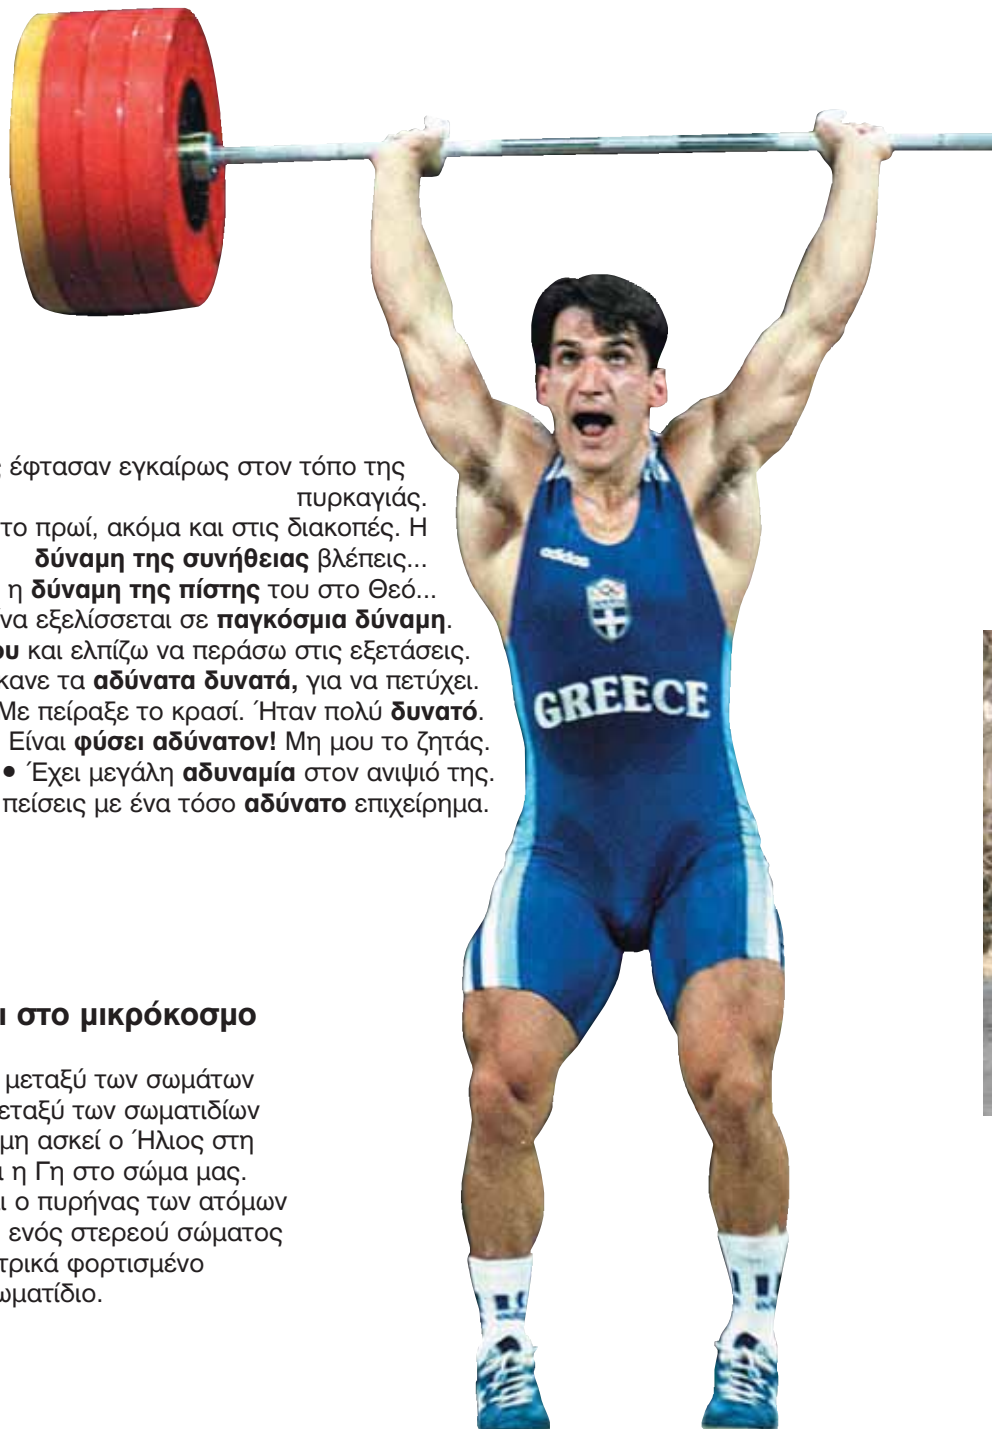 έφτασαν εγκαίρως στον τόπο της
πυρκαγιάς.
το πρωί, ακόμα και στις διακοπές. Η
δύναμη της συνήθειας βλέπεις...
η δύναμη της πίστης του στο Θεό...
να εξελίσσεται σε παγκόσμια δύναμη.
ου και ελπίζω να περάσω στις εξετάσεις.
κανε τα αδύνατα δυνατά, για να πετύχει.
Με πείραξε το κρασί. Ήταν πολύ δυνατό.
Είναι φύσει αδύνατον! Μη μου το ζητάς.
• Έχει μεγάλη αδυναμία στον ανιψιό της.
πείσεις με ένα τόσο αδύνατο επιχείρημα.
adidas
GREECE
ι στο μικρόκοσμο
μεταξύ των σωμάτων
εταξύ των σωματιδίων
μη ασκεί ο Ήλιος στη
η Γη στο σώμα μας.
ι ο πυρήνας των ατόμων
ενός στερεού σώματος
τρικά φορτισμένο
ωματίδιο.